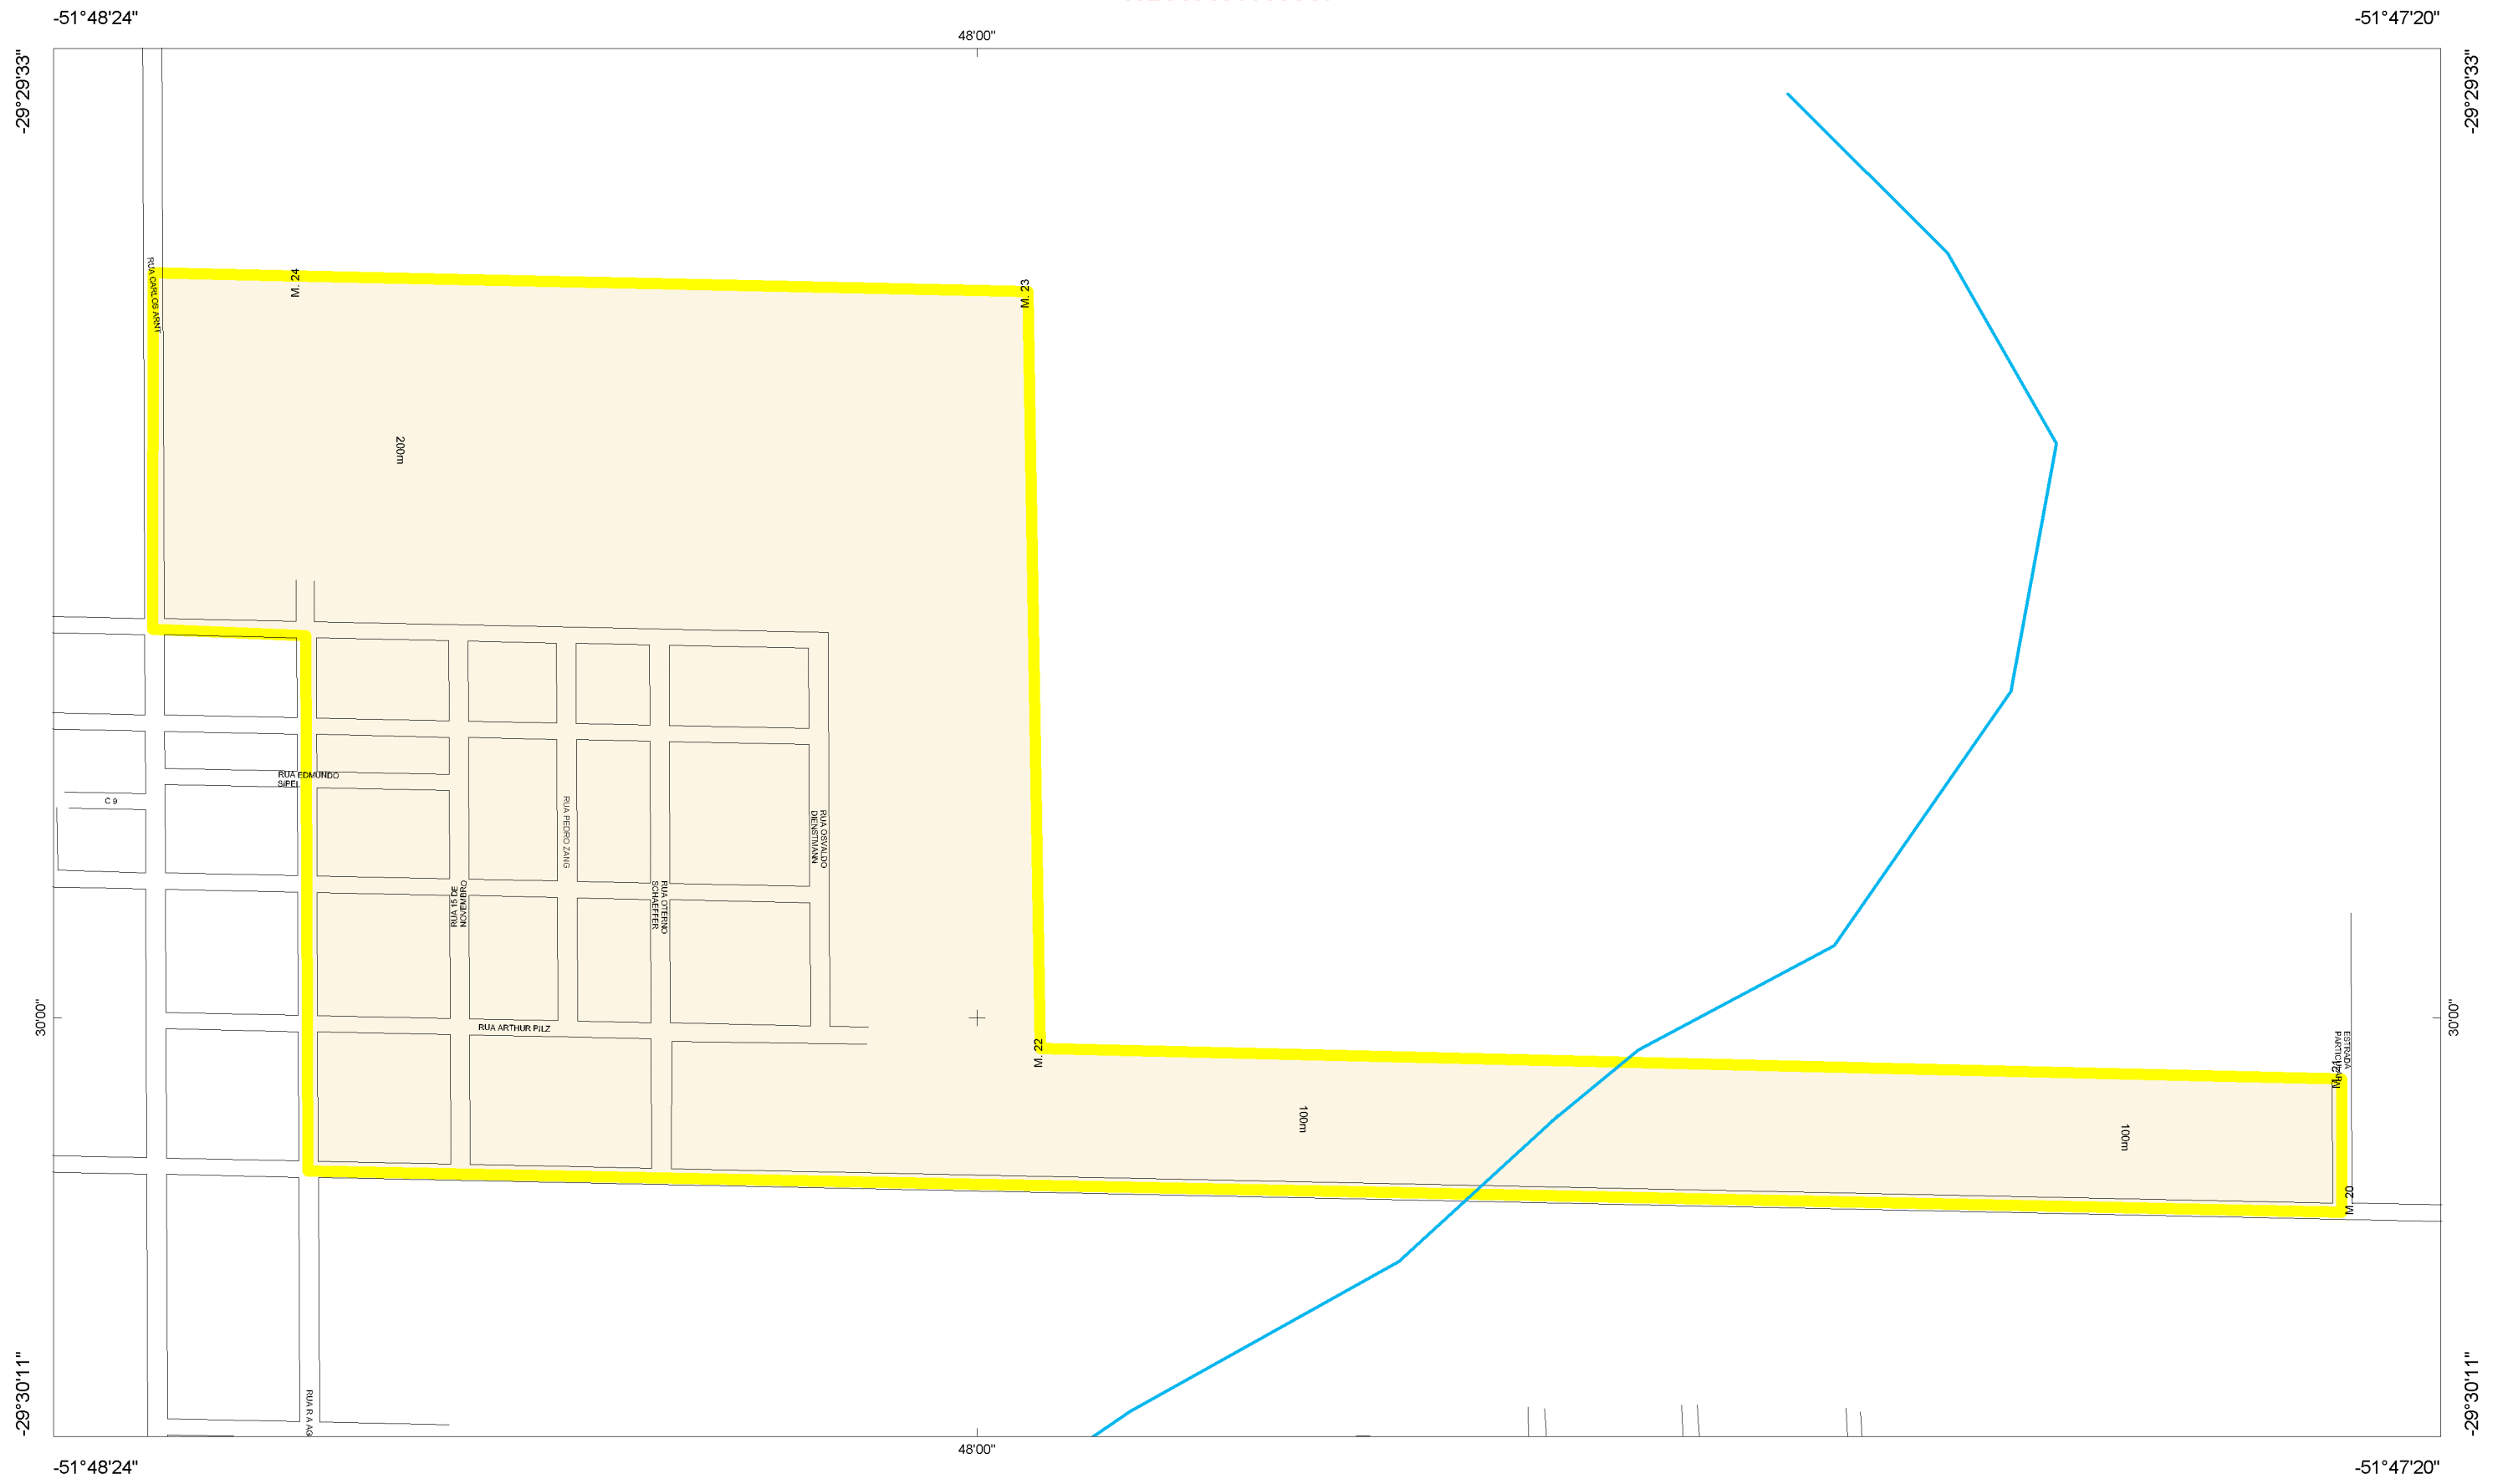 -51°48'24"
-51°47'20"
48'00"
-29°29'33"
-29°29'33"
RUA CARLOS ARNT
M. 24
M. 23
200m
RUA EDMUNDO
SIPEL
C 9
RUA PEDRO ZANG
RUA OSVALDO
DIENSTMANN
RUA 15 DE
NOVEMBRO
RUA OTERNO
SCHAEFFER
RUA ARTHUR PILZ
30'00"
30'00"
M. 22
ESTRADA
M. 21
100m
100m
M 20
-29°30'11"
-29°30'11"
RUA R A AG
48'00"
-51°48'24"
-51°47'20"